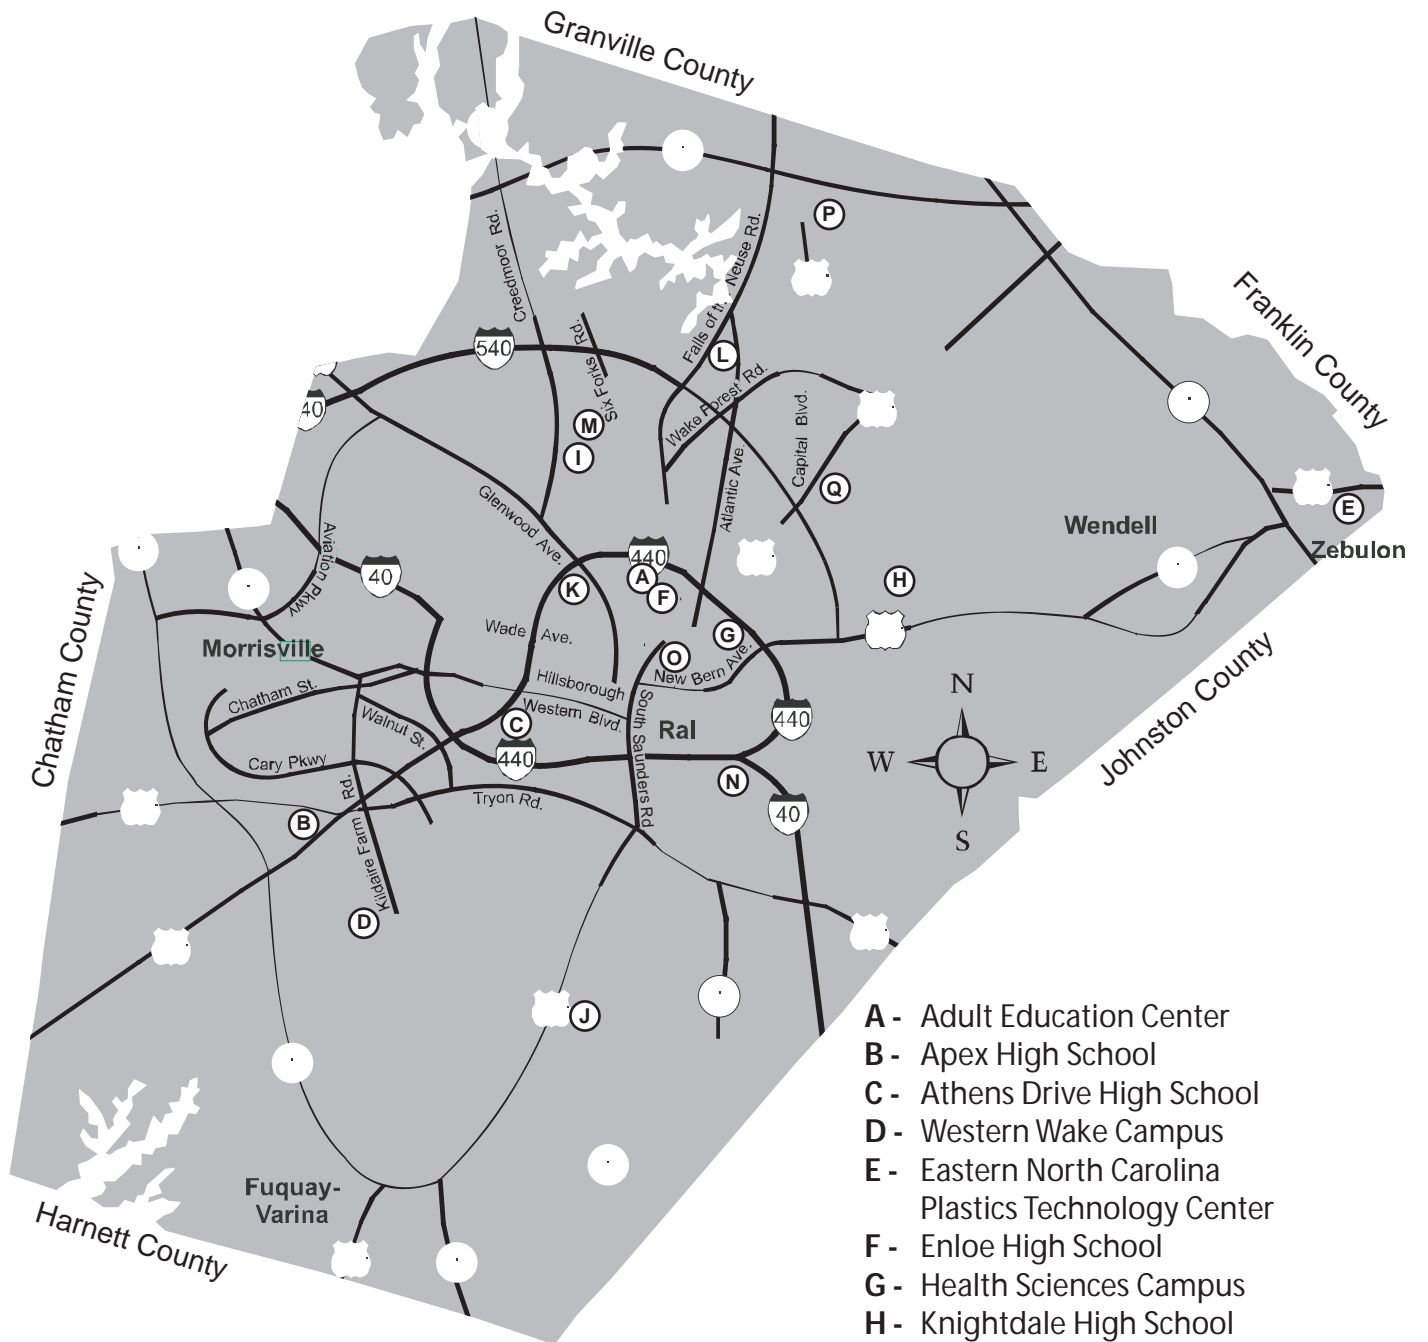 Granville County
Creedmoor Rd.
Falls of the Neuse Rd.
P
Franklin County
540
Six Forks Rd.
L
40
Wake Forest Rd.
M
I
Capital Blvd.
Q
Glenwood Ave.
Atlantic Ave.
E
Wendell
Zebulon
Aviation Pkwy
40
440
A
K
F
H
Chatham County
Morrisville
Wade Ave.
G
O
New Bern Ave.
Hillsborough
Chatham St.
Walnut St.
Western Blvd.
C
South Saunders Rd
Ral
440
440
Cary Pkwy
N
40
Johnston County
N
W E
S
Tryon Rd.
B
Kildaire Farm Rd.
D
J
Fuquay-
Varina
Harnett County
A - Adult Education Center
B - Apex High School
C - Athens Drive High School
D - Western Wake Campus
E - Eastern North Carolina
Plastics Technology Center
F - Enloe High School
G - Health Sciences Campus
H - Knightdale High School